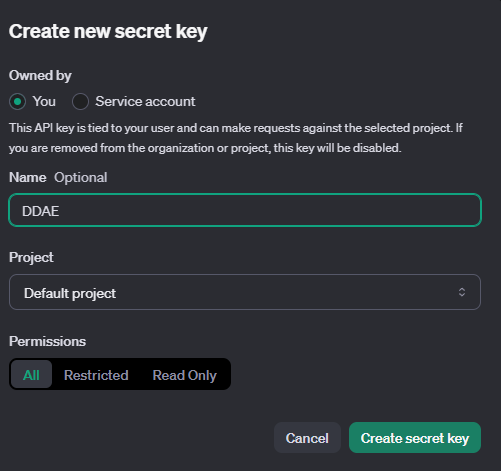 Create new secret key
Owned by
You Service account
This API key is tied to your user and can make requests against the selected project. If
you are removed from the organization or project, this key will be disabled.
Name Optional
DDAE
Project
Default project
Permissions
All Restricted Read Only
Cancel Create secret key